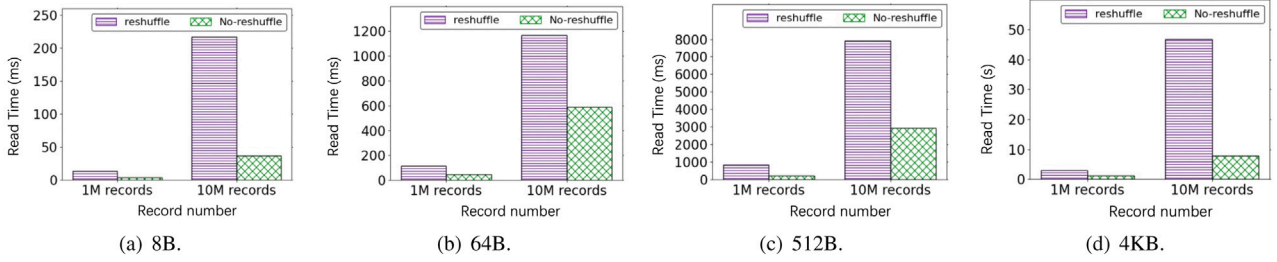 reshuffle No-reshuffle
250
200
150
100
50
0
Read Time (ms)
1M records 10M records
Record number
(a) 8B.
reshuffle No-reshuffle
1200
1000
800
600
400
200
0
Read Time (ms)
1M records 10M records
Record number
(b) 64B.
reshuffle No-reshuffle
8000
7000
6000
5000
4000
3000
2000
1000
0
Read Time (ms)
1M records 10M records
Record number
(c) 512B.
reshuffle No-reshuffle
50
40
30
20
10
0
Read Time (s)
1M records 10M records
Record number
(d) 4KB.